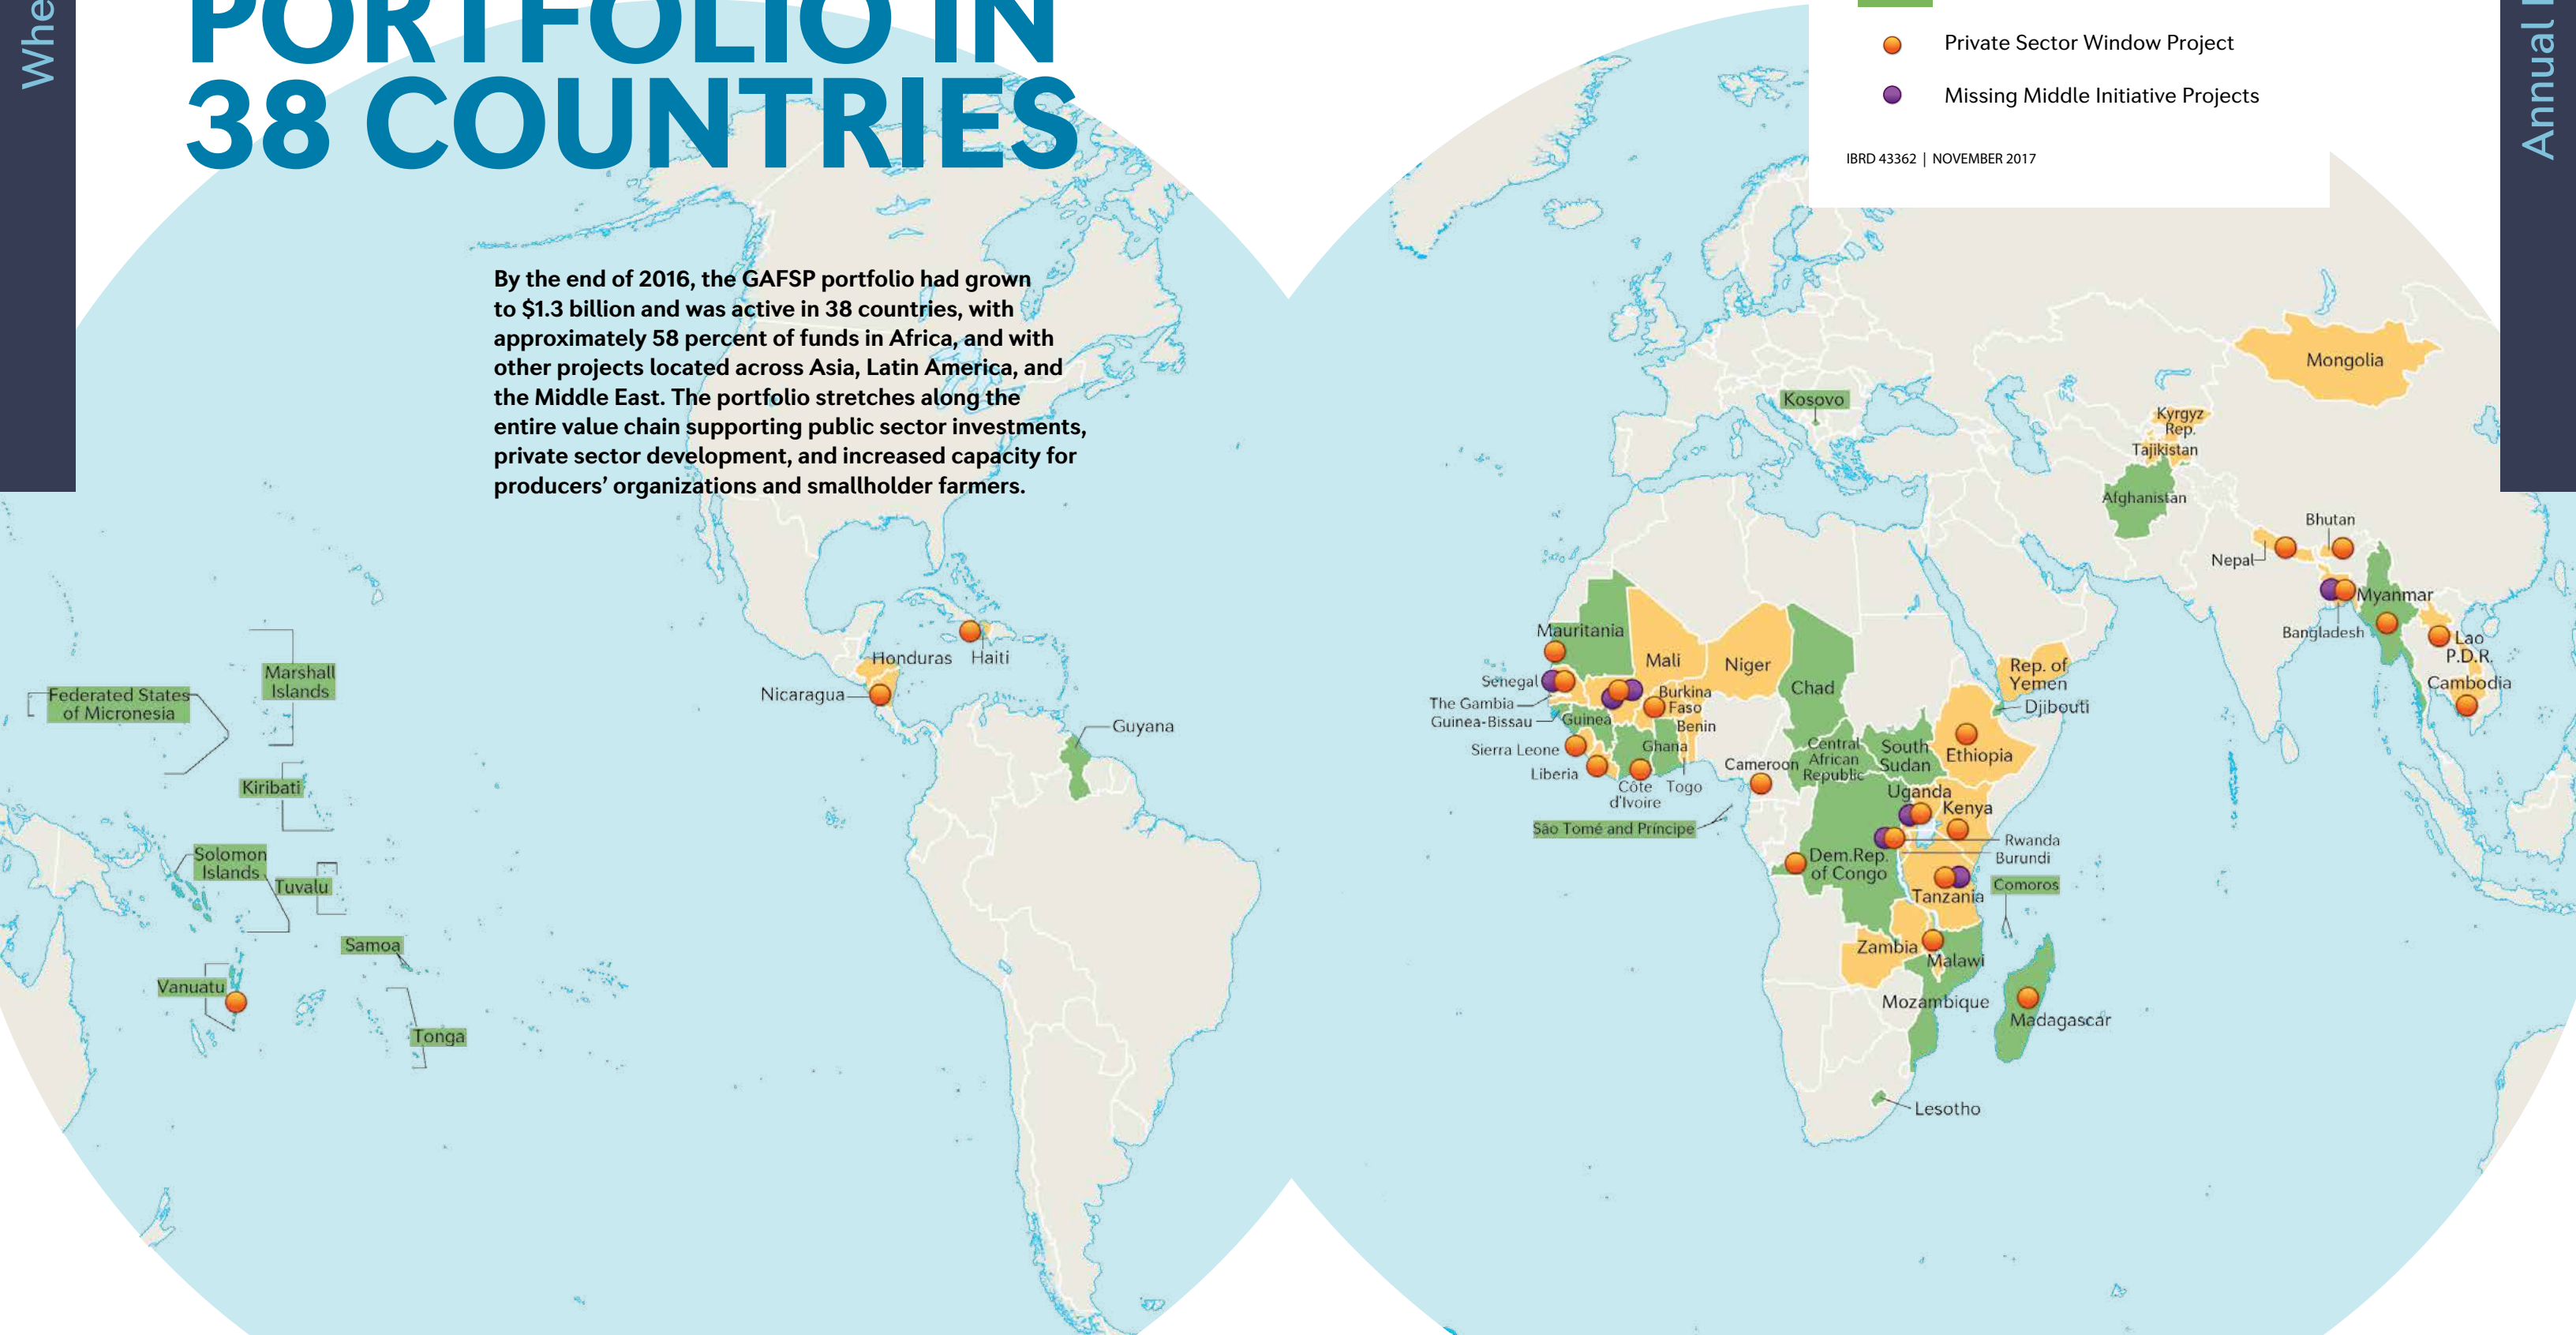 Whe
PORTFOLIO IN
38 COUNTRIES
By the end of 2016, the GAFSP portfolio had grown
to $1.3 billion and was active in 38 countries, with
approximately 58 percent of funds in Africa, and with
other projects located across Asia, Latin America, and
the Middle East. The portfolio stretches along the
entire value chain supporting public sector investments,
private sector development, and increased capacity for
producers’ organizations and smallholder farmers.
Private Sector Window Project
Missing Middle Initiative Projects
IBRD 43362 | NOVEMBER 2017
Annual
Marshall
Islands
Federated States
of Micronesia
Kiribati
Solomon
Islands
Tuvalu
Samoa
Vanuatu
Tonga
Honduras
Haiti
Nicaragua
Guyana
Kosovo
Mongolia
Kyrgyz
Rep.
Tajikistan
Afghanistan
Bhutan
Nepal
Myanmar
Bangladesh
Lao
P.D.R.
Cambodia
Mauritania
Mali
Niger
Chad
Rep. of
Yemen
Djibouti
Senegal
The Gambia
Guinea-Bissau
Guinea
Burkina
Faso
Benin
Sierra Leone
Ghana
Liberia
Côte
d'Ivoire
Togo
Cameroon
Central
African
Republic
South
Sudan
Ethiopia
Uganda
Kenya
São Tomé and Príncipe
Rwanda
Burundi
Dem.Rep.
of Congo
Comoros
Tanzania
Zambia
Malawi
Mozambique
Madagascar
Lesotho